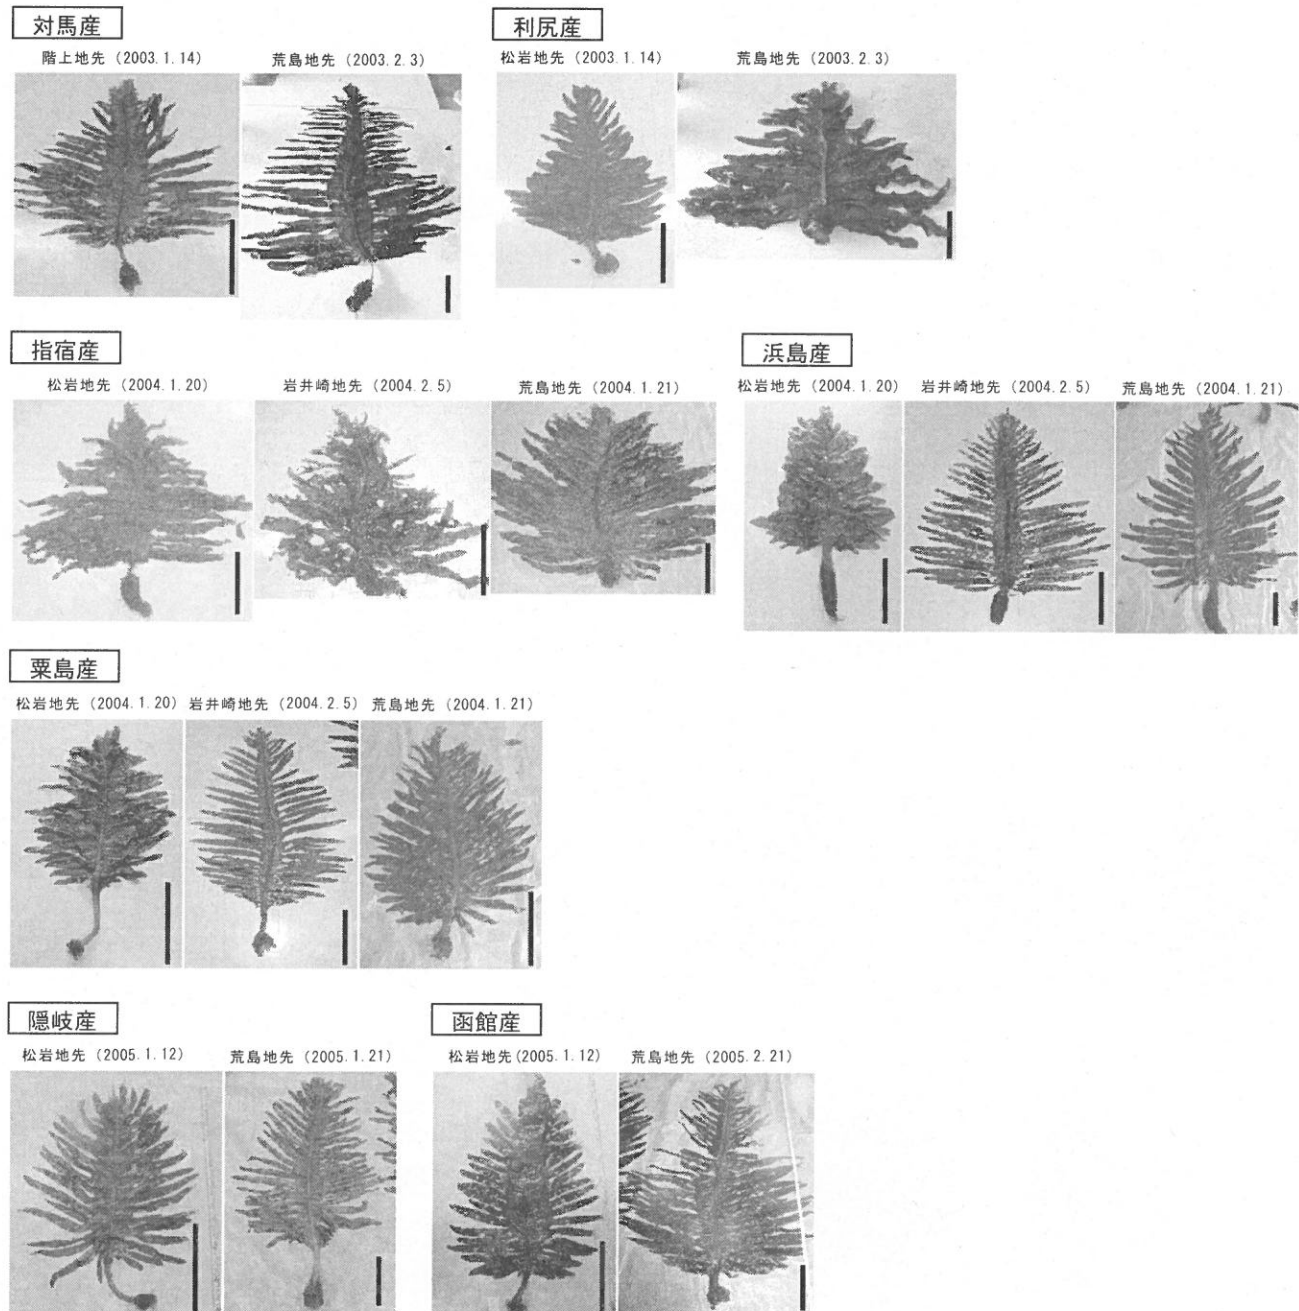 対馬産
階上地先 (2003.1.14)
荒島地先 (2003.2.3)
利尻産
松岩地先 (2003.1.14)
荒島地先 (2003.2.3)
指宿産
松岩地先 (2004.1.20)
岩井崎地先 (2004.2.5)
荒島地先 (2004.1.21)
浜島産
松岩地先 (2004.1.20)
岩井崎地先 (2004.2.5)
荒島地先 (2004.1.21)
粟島産
松岩地先 (2004.1.20)
岩井崎地先 (2004.2.5)
荒島地先 (2004.1.21)
隠岐産
松岩地先 (2005.1.12)
荒島地先 (2005.1.21)
函館産
松岩地先 (2005.1.12)
荒島地先 (2005.2.21)